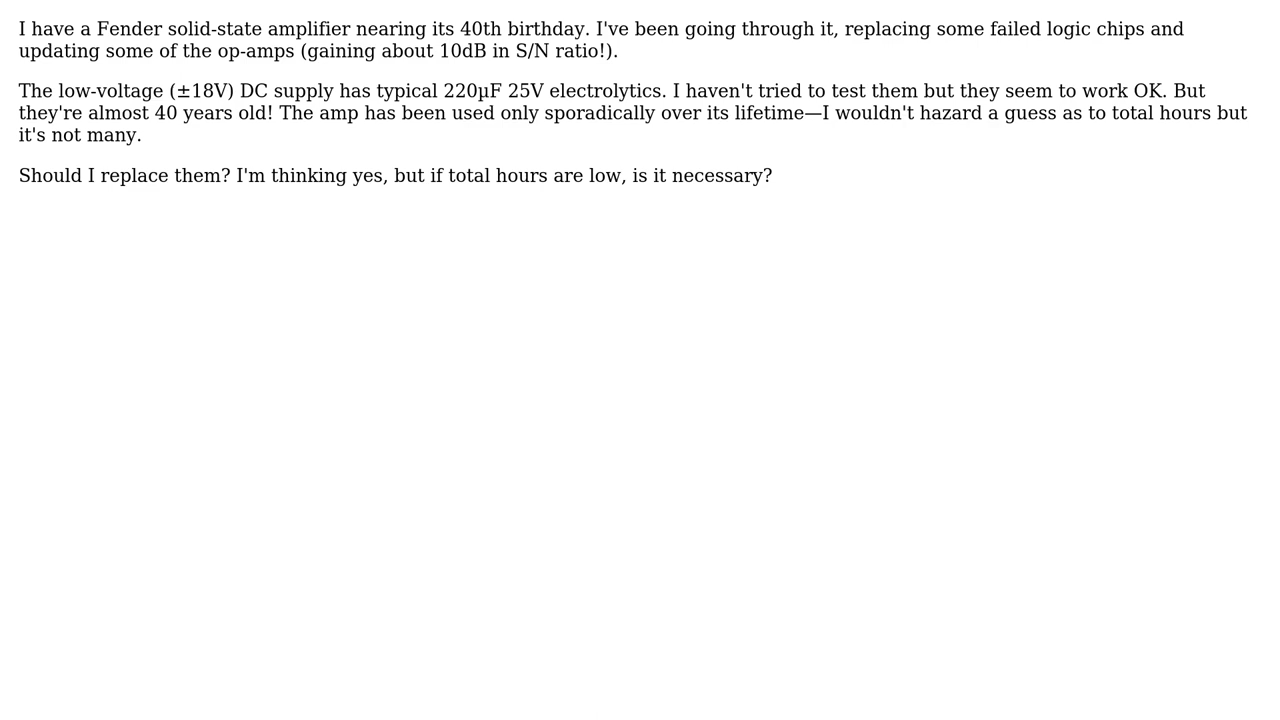 I have a Fender solid-state amplifier nearing its 40th birthday. I've been going through it, replacing some failed logic chips and
updating some of the op-amps (gaining about 10dB in S/N ratio!).
The low-voltage (±18V) DC supply has typical 220µF 25V electrolytics. I haven't tried to test them but they seem to work OK. But
they're almost 40 years old! The amp has been used only sporadically over its lifetime—I wouldn't hazard a guess as to total hours but
it's not many.
Should I replace them? I'm thinking yes, but if total hours are low, is it necessary?